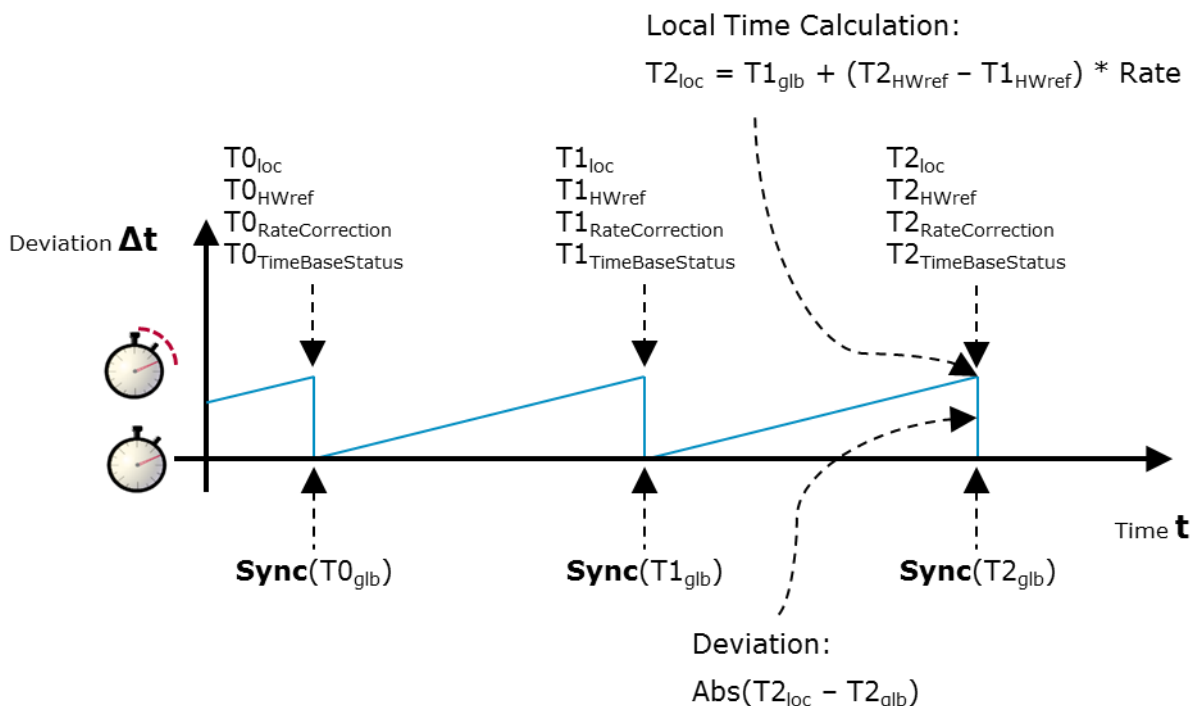 Local Time Calculation:
T2loc = T1glb + (T2HWref – T1HWref) * Rate
T0loc
T0HWref
T0RateCorrection
T0TimeBaseStatus
T1loc
T1HWref
T1RateCorrection
T1TimeBaseStatus
T2loc
T2HWref
T2RateCorrection
T2TimeBaseStatus
Deviation Δt
Time t
Sync(T0glb)
Sync(T1glb)
Sync(T2glb)
Deviation:
Abs(T2loc – T2glb)